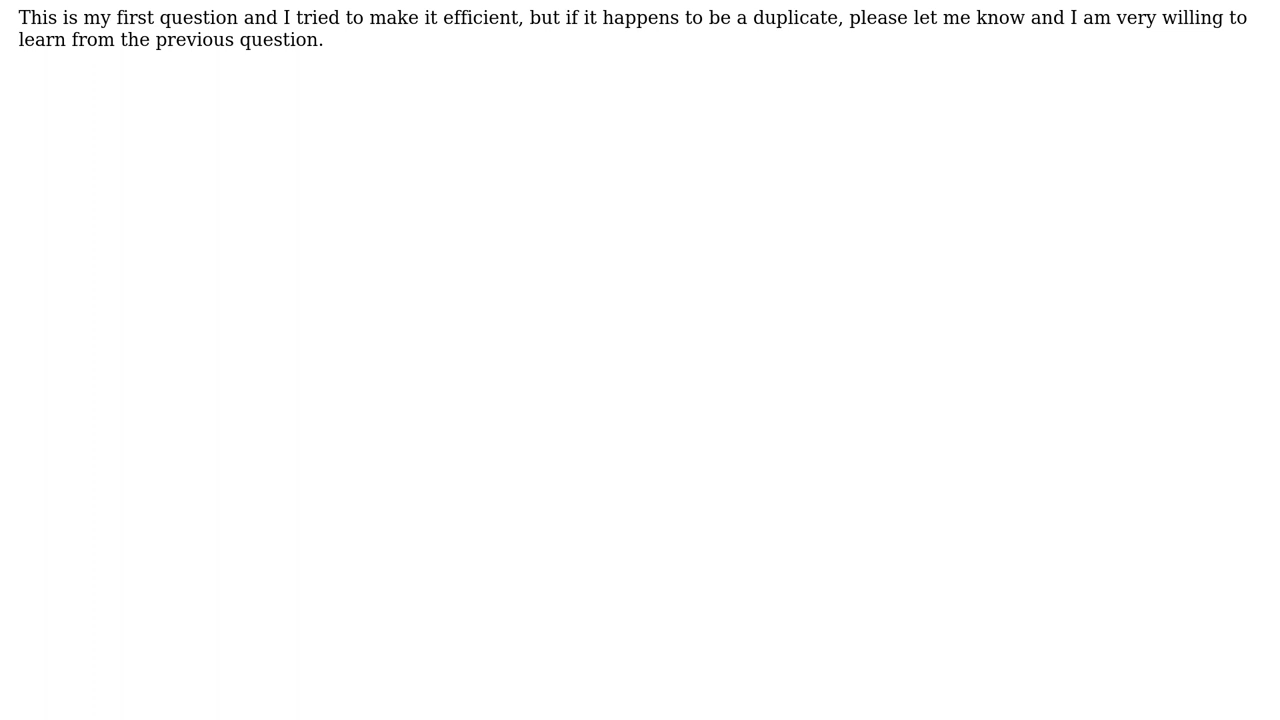 This is my first question and I tried to make it efficient, but if it happens to be a duplicate, please let me know and I am very willing to
learn from the previous question.